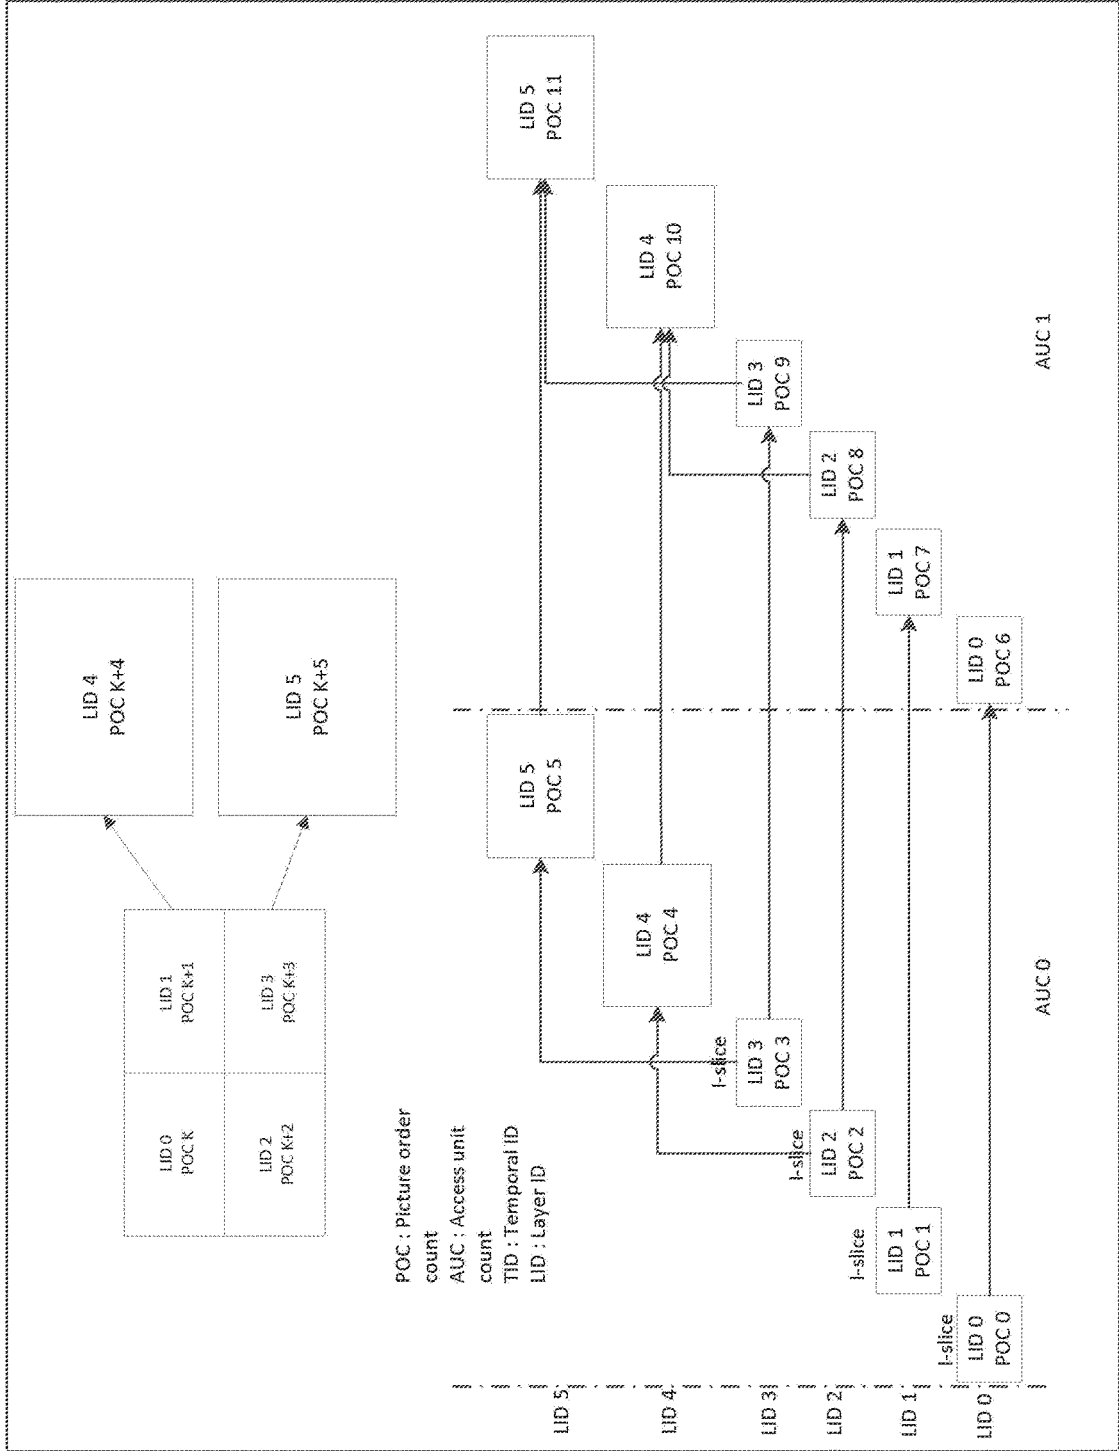 LID 4
POC K+4
LID 0
POC K
LID 1
POC K+1
LID 2
POC K+2
LID 3
POC K+3
LID 5
POC K+5
POC : Picture order
count
AUC : Access unit
count
TID : Temporal ID
LID : Layer ID
LID 5
LID 5
POC 5
LID 5
POC 11
LID 4
LID 4
POC 4
LID 4
POC 10
LID 3
I-slice
LID 3
POC 3
LID 3
POC 9
LID 2
I-slice
LID 2
POC 2
LID 2
POC 8
LID 1
I-slice
LID 1
POC 1
LID 1
POC 7
LID 0
I-slice
LID 0
POC 0
LID 0
POC 6
AUC 0
AUC 1